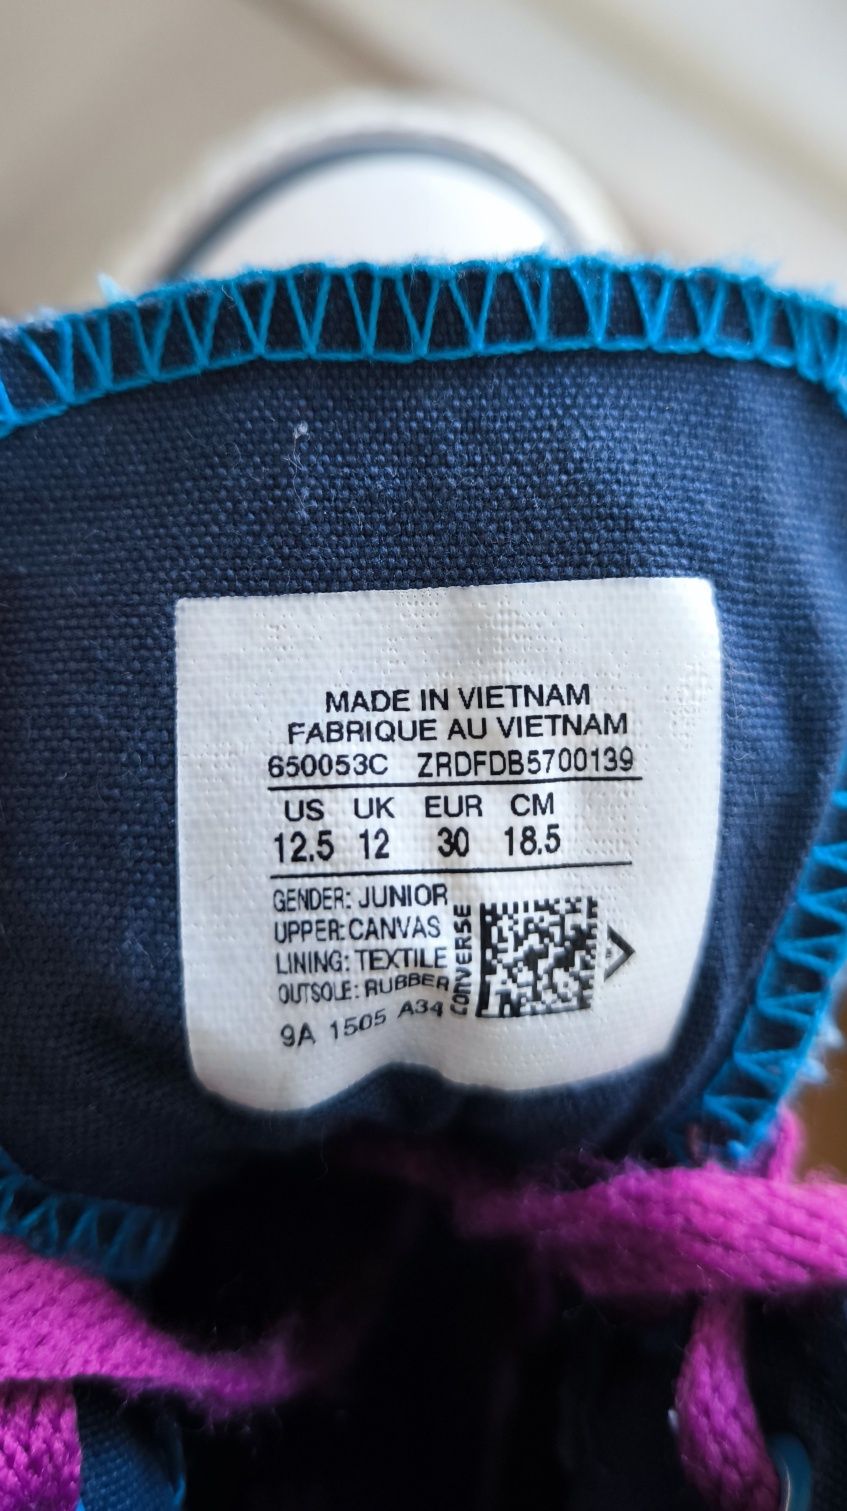 MADE IN VIETNAM
FABRIQUE AU VIETNAM
650053C ZRDFDB5700139
US UK EUR CM
12.5 12 30 18.5
GENDER: JUNIOR
UPPER: CANVAS
LINING: TEXTILE
OUTSOLE: RUBBER
9A 1505 A34
CONVERSE